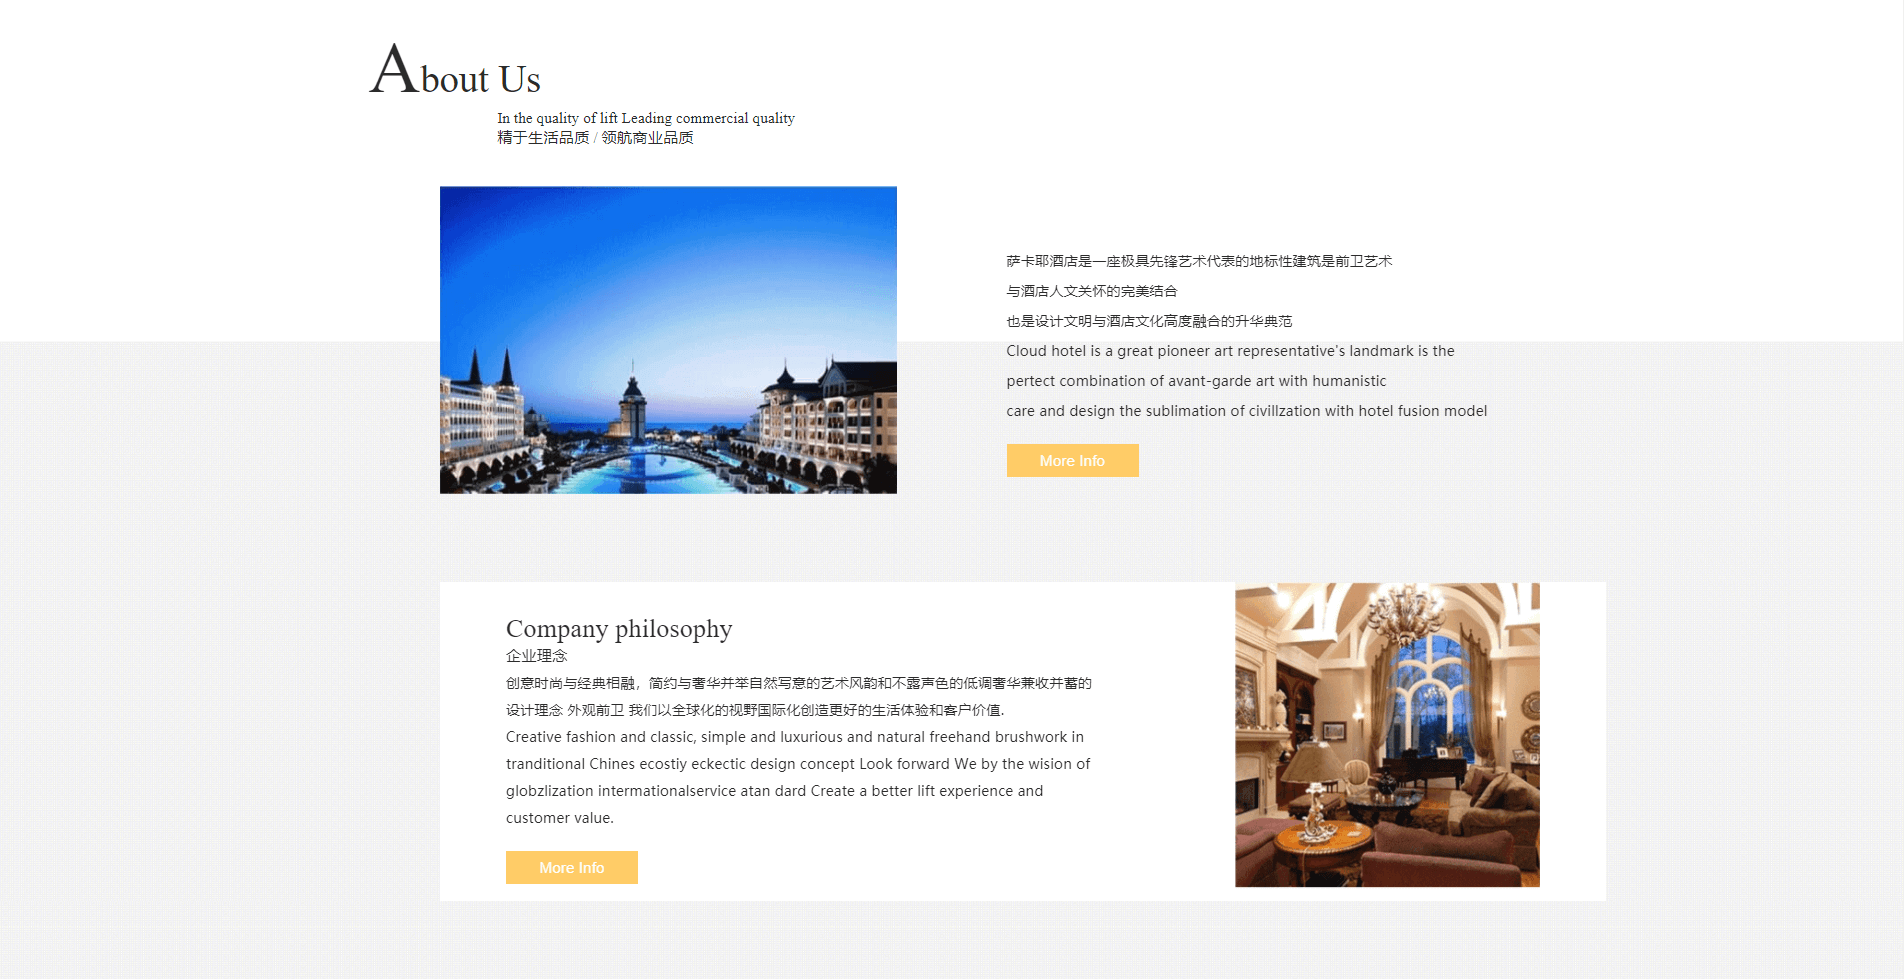 About Us
In the quality of lift Leading commercial quality
精于生活品质 / 领航商业品质
萨卡耶酒店是一座极具先锋艺术代表的地标性建筑是前卫艺术
与酒店人文关怀的完美结合
也是设计文明与酒店文化高度融合的升华典范
Cloud hotel is a great pioneer art representative's landmark is the
pertect combination of avant-garde art with humanistic
care and design the sublimation of civillzation with hotel fusion model
More Info
Company philosophy
企业理念
创意时尚与经典相融，简约与奢华并举自然写意的艺术风韵和不露声色的低调奢华兼收并蓄的
设计理念 外观前卫 我们以全球化的视野国际化创造更好的生活体验和客户价值.
Creative fashion and classic, simple and luxurious and natural freehand brushwork in
tranditional Chines ecostiy eckectic design concept Look forward We by the wision of
globzlization intermationalservice atan dard Create a better lift experience and
customer value.
More Info